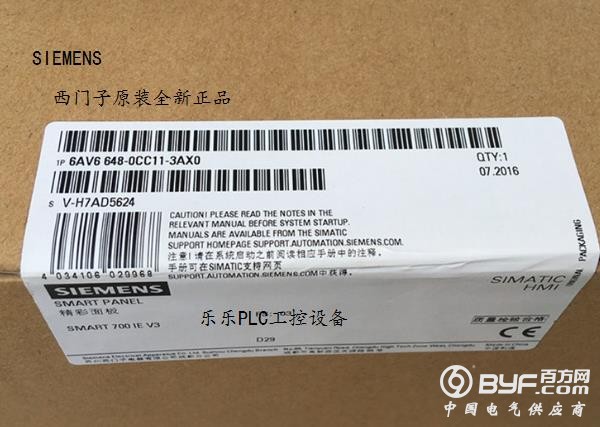 SIEMENS
西门子原装全新正品
1P 6AV6 648-0CC11-3AX0
QTY:1
07.2016
S V-H7AD5624
CAUTION! PLEASE READ THE NOTES IN THE
RELEVANT MANUAL BEFORE SYSTEM STARTUP.
MANUALS ARE AVAILABLE FROM THE SIMATIC
SUPPORT HOMEPAGE SUPPORT.AUTOMATION.SIEMENS.COM
注意!请在系统启动之前阅读相应手册中的注释。
手册可在SIMATIC支持网页
SUPPORT.AUTOMATION.SIEMENS.COM中获得。
4034106029968
PACKAGING
SIEMENS
SIMATIC
HMI
SMART PANEL
精彩面板
SMART 700 IE V3
乐乐PLC工控设备
质量检验合格
CE
D29
Made in China
BYF.COM 百方网
中国电气供应商